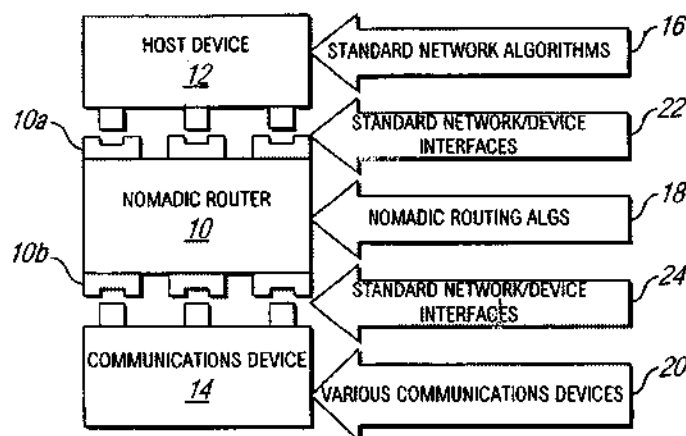 HOST DEVICE
12
STANDARD NETWORK ALGORITHMS
16
10a
STANDARD NETWORK/DEVICE
INTERFACES
22
NOMADIC ROUTER
10
NOMADIC ROUTING ALGS
18
10b
STANDARD NETWORK/DEVICE
INTERFACES
24
COMMUNICATIONS DEVICE
14
VARIOUS COMMUNICATIONS DEVICES
20